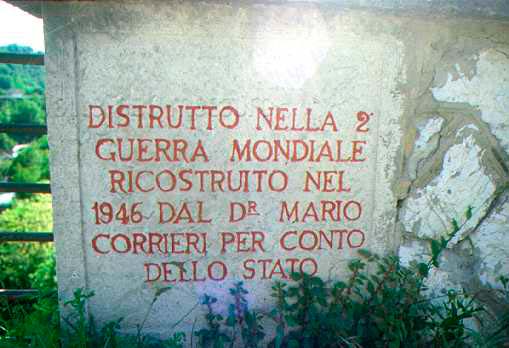 DISTRUTTO NELLA 2ª
GUERRA MONDIALE
RICOSTRUITO NEL
1946 DAL DR MARIO
CORRIERI PER CONTO
DELLO STATO